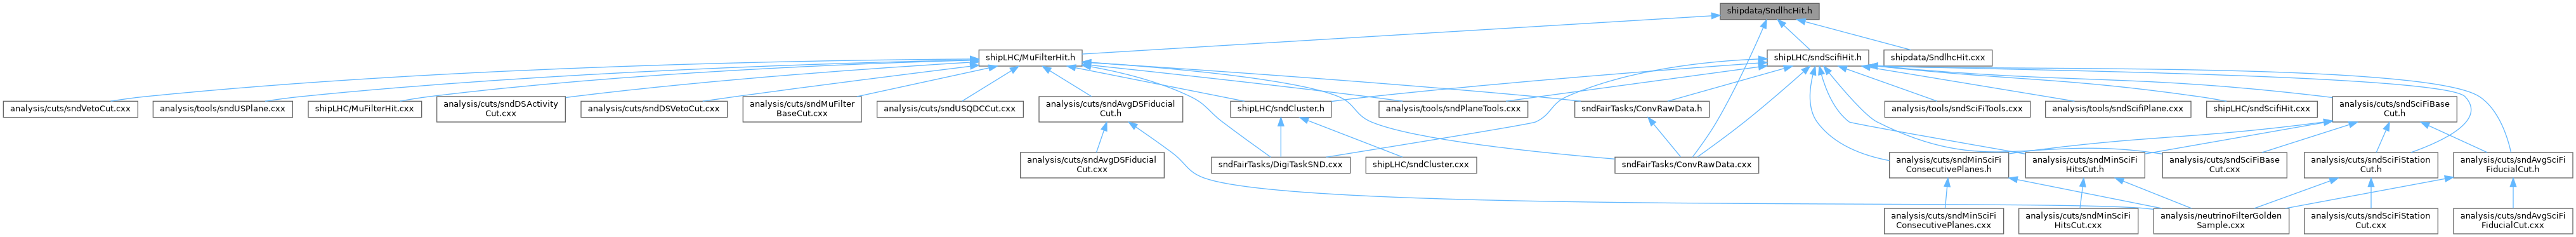 shipdata/SndlhcHit.h
shipLHC/MuFilterHit.h
shipLHC/sndScifiHit.h
shipdata/SndlhcHit.cxx
analysis/cuts/sndVetoCut.cxx
analysis/tools/sndUSPlane.cxx
shipLHC/MuFilterHit.cxx
analysis/cuts/sndDSActivity
Cut.cxx
analysis/cuts/sndDSVetoCut.cxx
analysis/cuts/sndMuFilter
BaseCut.cxx
analysis/cuts/sndUSQDCCut.cxx
analysis/cuts/sndAvgDSFiducial
Cut.h
shipLHC/sndCluster.h
analysis/tools/sndPlaneTools.cxx
sndFairTasks/ConvRawData.h
analysis/tools/sndSciFiTools.cxx
analysis/tools/sndScifiPlane.cxx
shipLHC/sndScifiHit.cxx
analysis/cuts/sndSciFiBase
Cut.h
analysis/cuts/sndAvgDSFiducial
Cut.cxx
sndFairTasks/DigiTaskSND.cxx
shipLHC/sndCluster.cxx
sndFairTasks/ConvRawData.cxx
analysis/cuts/sndMinSciFi
ConsecutivePlanes.h
analysis/cuts/sndMinSciFi
HitsCut.h
analysis/cuts/sndSciFiBase
Cut.cxx
analysis/cuts/sndSciFiStation
Cut.h
analysis/cuts/sndAvgSciFi
FiducialCut.h
analysis/cuts/sndMinSciFi
ConsecutivePlanes.cxx
analysis/cuts/sndMinSciFi
HitsCut.cxx
analysis/neutrinoFilterGolden
Sample.cxx
analysis/cuts/sndSciFiStation
Cut.cxx
analysis/cuts/sndAvgSciFi
FiducialCut.cxx